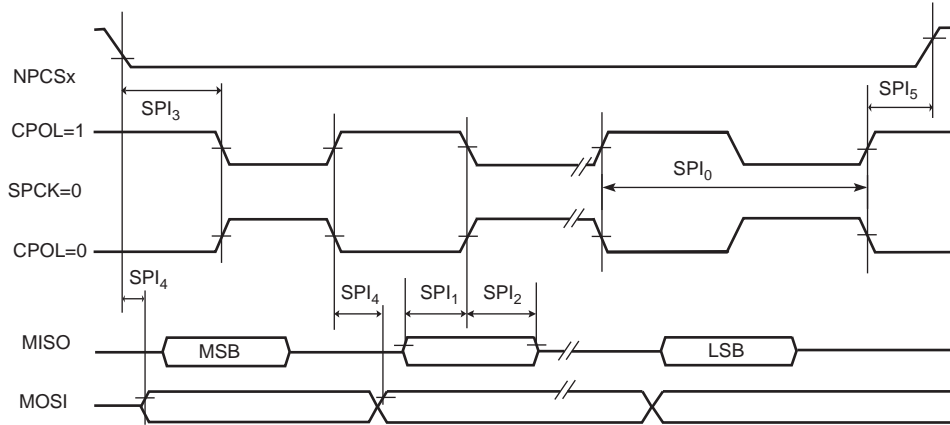 NPCSx
SPI3
SPI5
CPOL=1
SPCK=0
SPI0
CPOL=0
SPI4
SPI4
SPI1
SPI2
MISO
MSB
LSB
MOSI